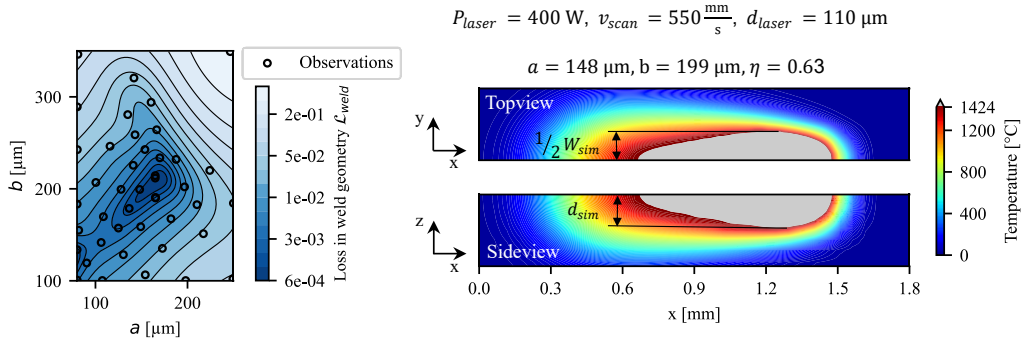 P_laser = 400 W, v_scan = 550 mm/s, d_laser = 110 μm
a = 148 μm, b = 199 μm, η = 0.63
Observations
300
200
100
b [μm]
100
200
a [μm]
2e-01
5e-02
1e-02
3e-03
6e-04
Loss in weld geometry ℒ_weld
Topview
y
x
1/2 W_sim
d_sim
z
x
Sideview
0.0
0.3
0.6
0.9
1.2
1.5
1.8
x [mm]
1424
1200
800
400
0
Temperature [°C]